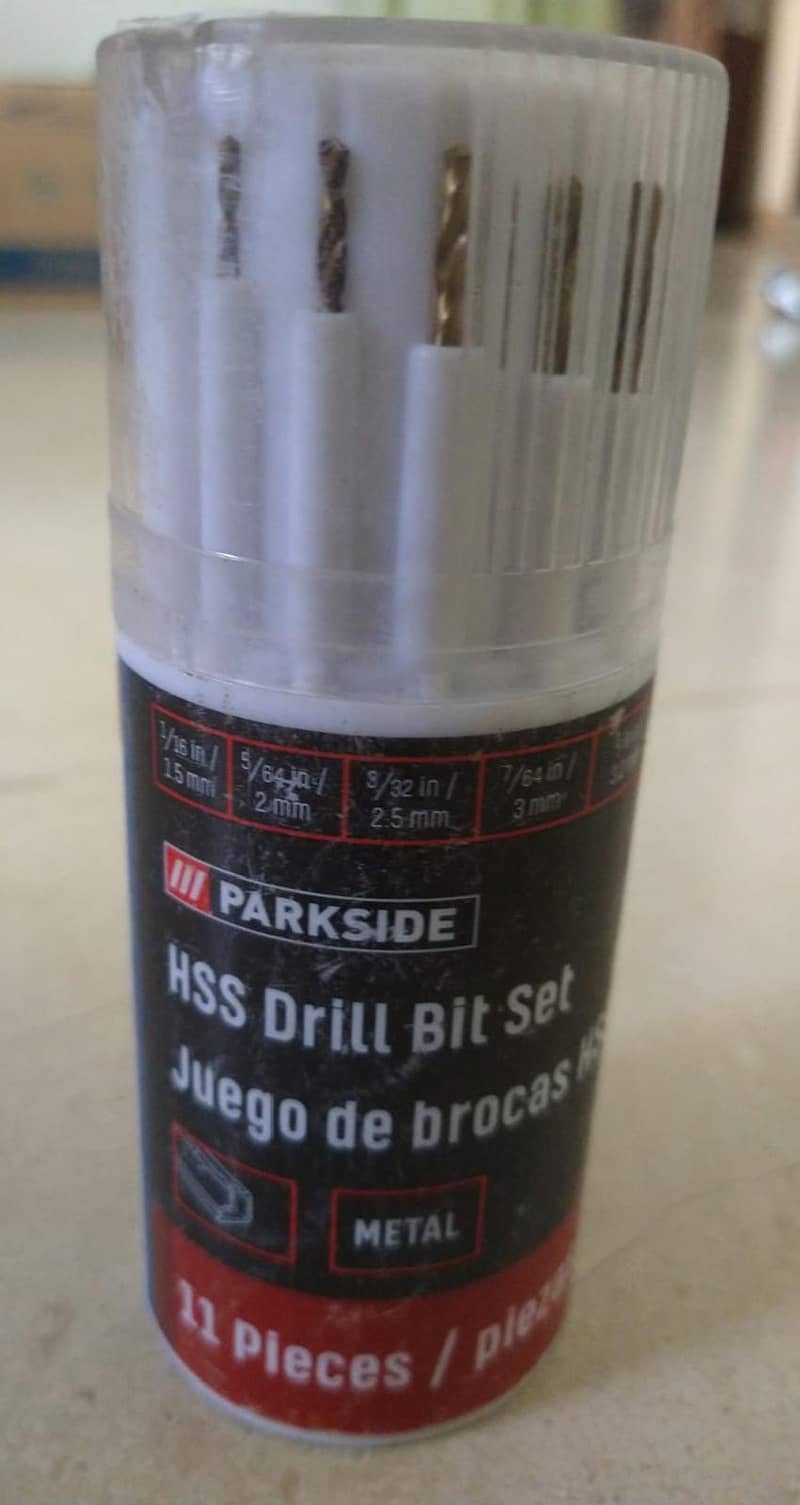 1/16 in / 5/64 in / 3/32 in / 7/64 in /
1.5 mm 2 mm 2.5 mm 3 mm
PARKSIDE
HSS Drill Bit Set
Juego de brocas
METAL
11 pieces /